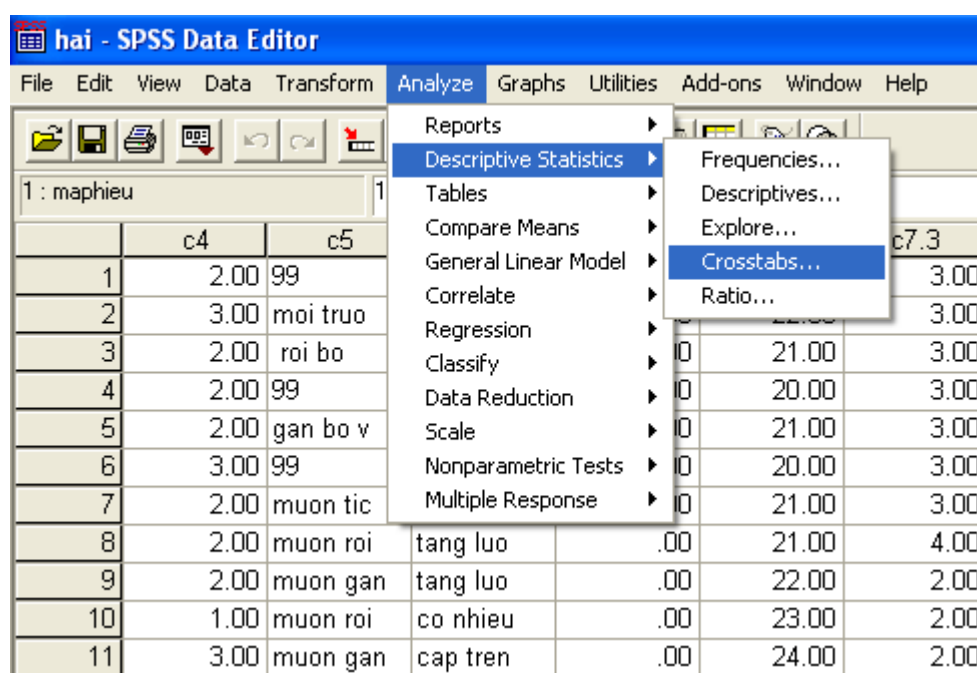 SPSS
hai - SPSS Data Editor
File Edit View Data Transform Analyze Graphs Utilities Add-ons Window Help
Reports
Descriptive Statistics
Tables
Compare Means
General Linear Model
Correlate
Regression
Classify
Data Reduction
Scale
Nonparametric Tests
Multiple Response
Frequencies...
Descriptives...
Explore...
Crosstabs...
Ratio...
1 : maphieu 1
c4 c5 c7.3
1 2.00 99 3.00
2 3.00 moi truo 3.00
3 2.00 roi bo 21.00 3.00
4 2.00 99 20.00 3.00
5 2.00 gan bo v 21.00 3.00
6 3.00 99 20.00 3.00
7 2.00 muon tic 21.00 3.00
8 2.00 muon roi tang luo .00 21.00 4.00
9 2.00 muon gan tang luo .00 22.00 2.00
10 1.00 muon roi co nhieu .00 23.00 2.00
11 3.00 muon gan cap tren .00 24.00 2.00